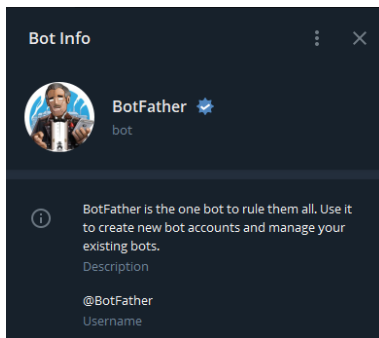 Bot Info
BotFather
bot
BotFather is the one bot to rule them all. Use it
to create new bot accounts and manage your
existing bots.
Description
@BotFather
Username